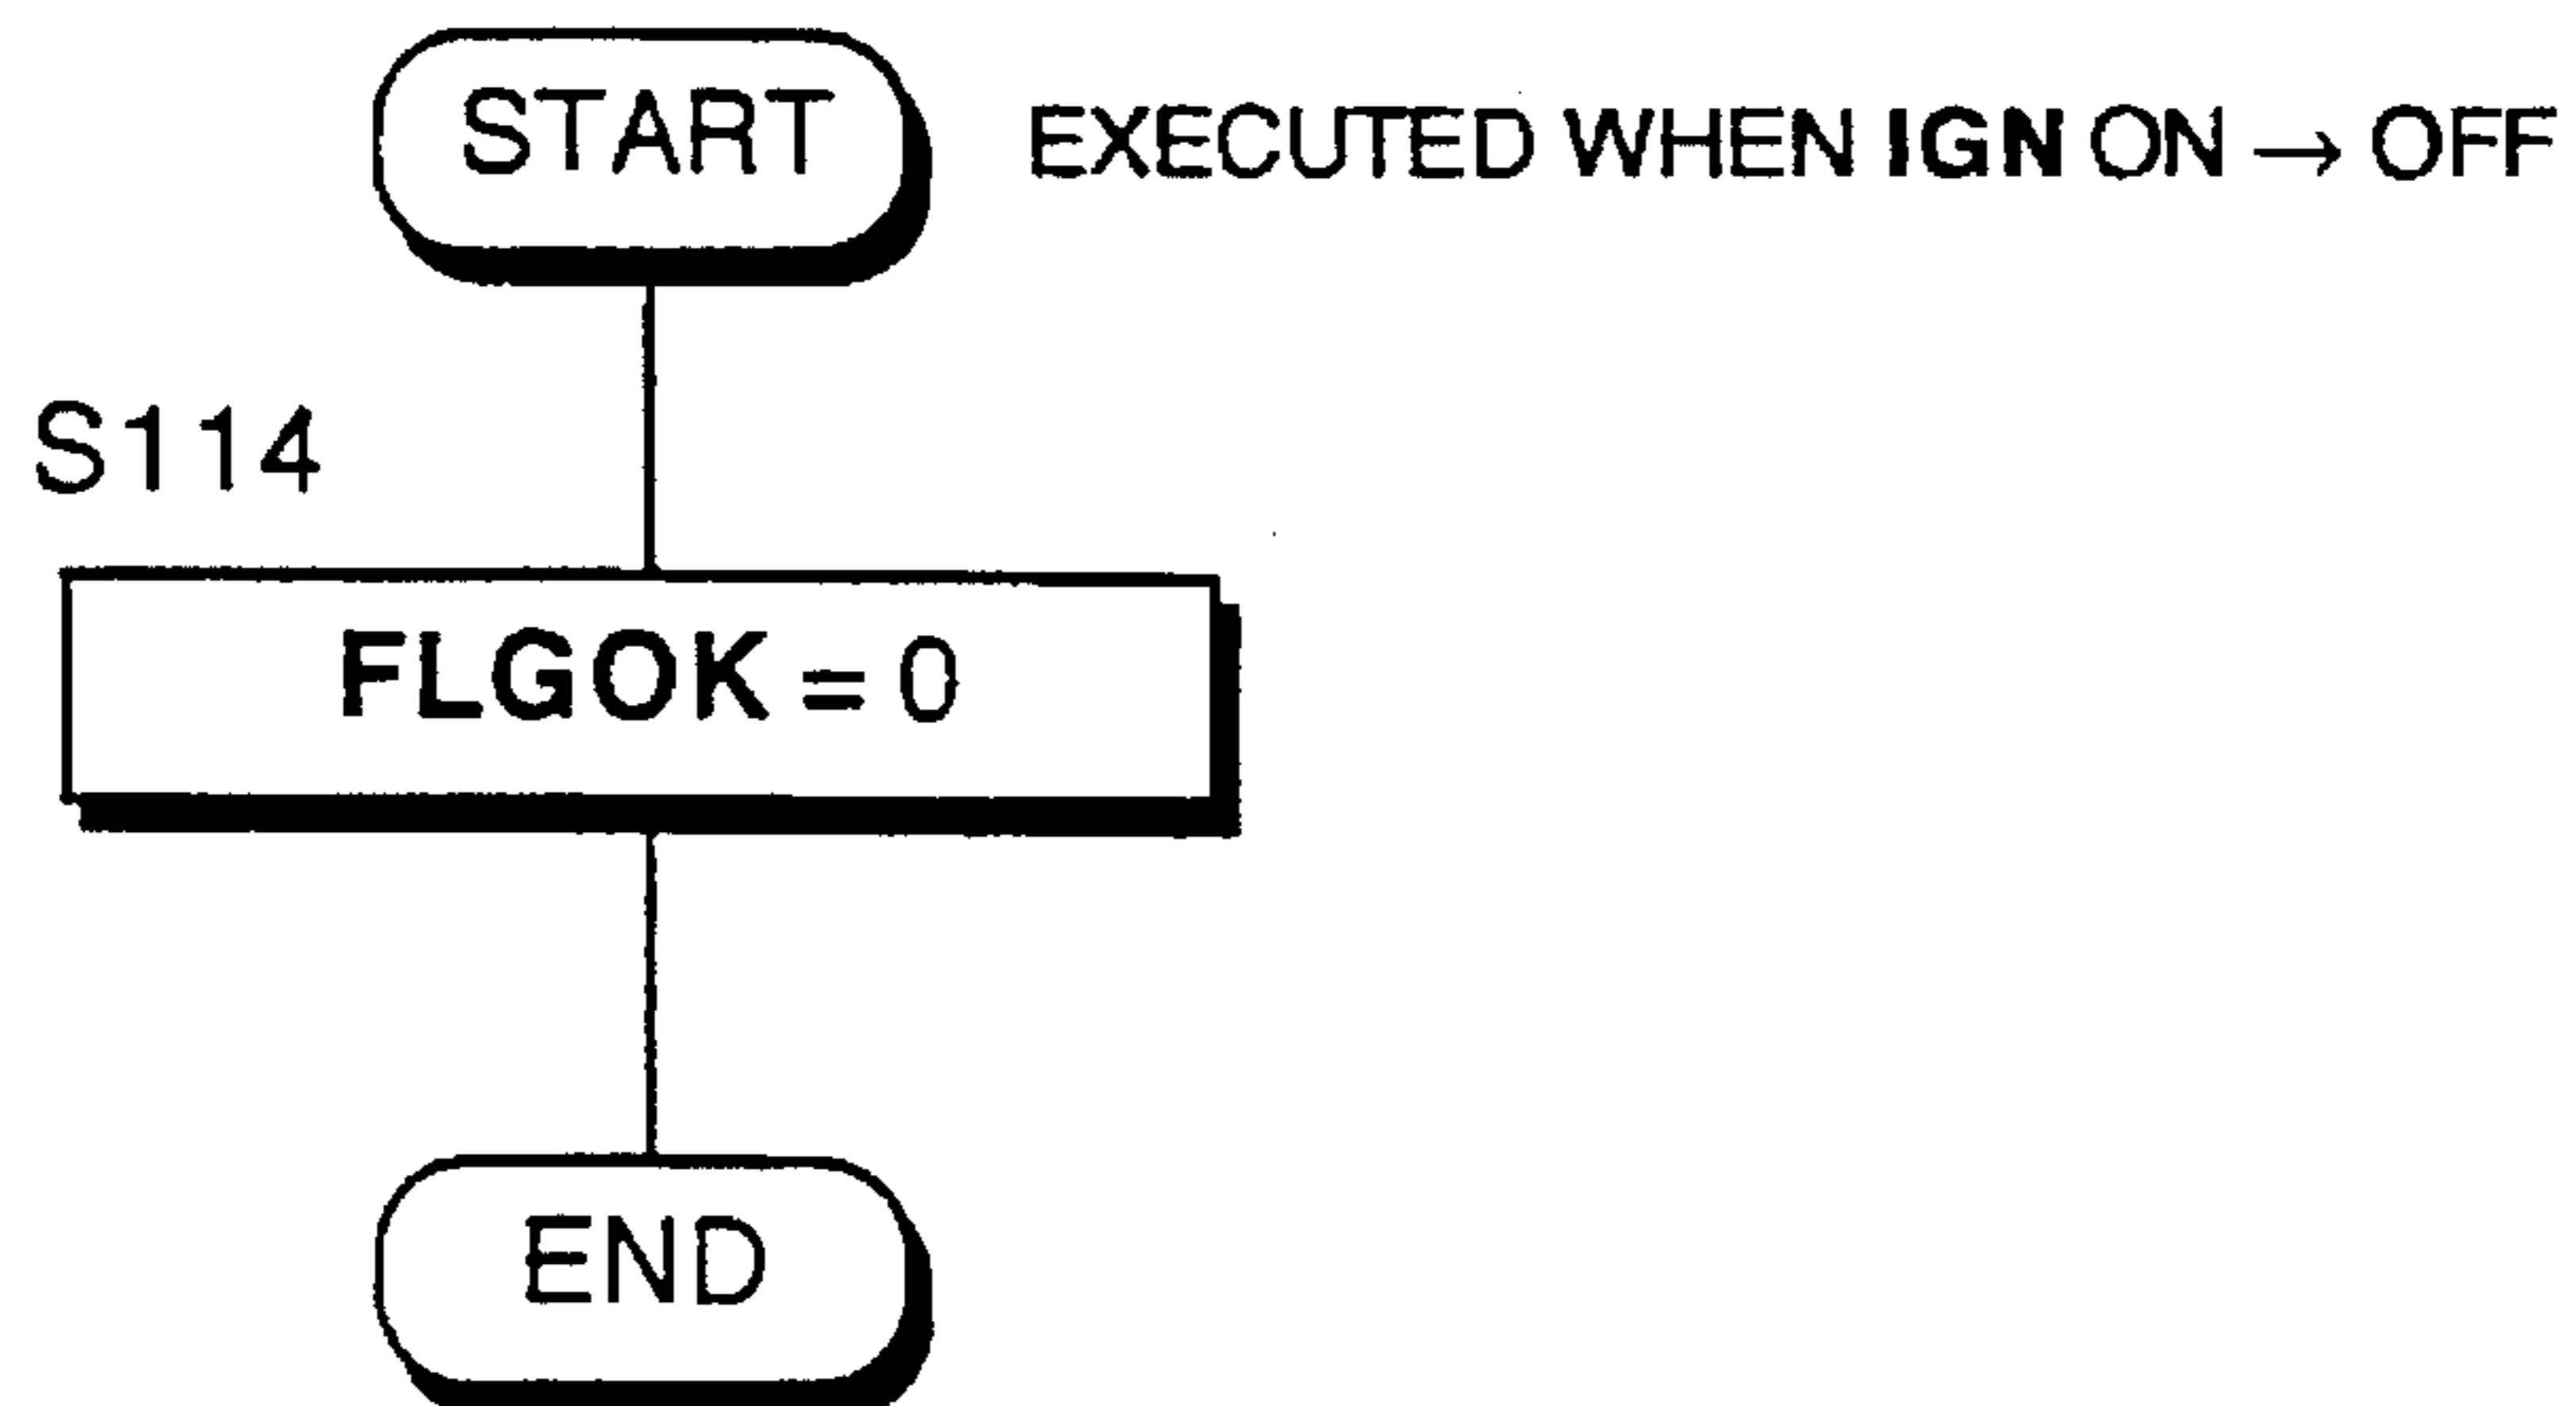 START
EXECUTED WHEN IGN ON → OFF
S114
FLGOK = 0
END